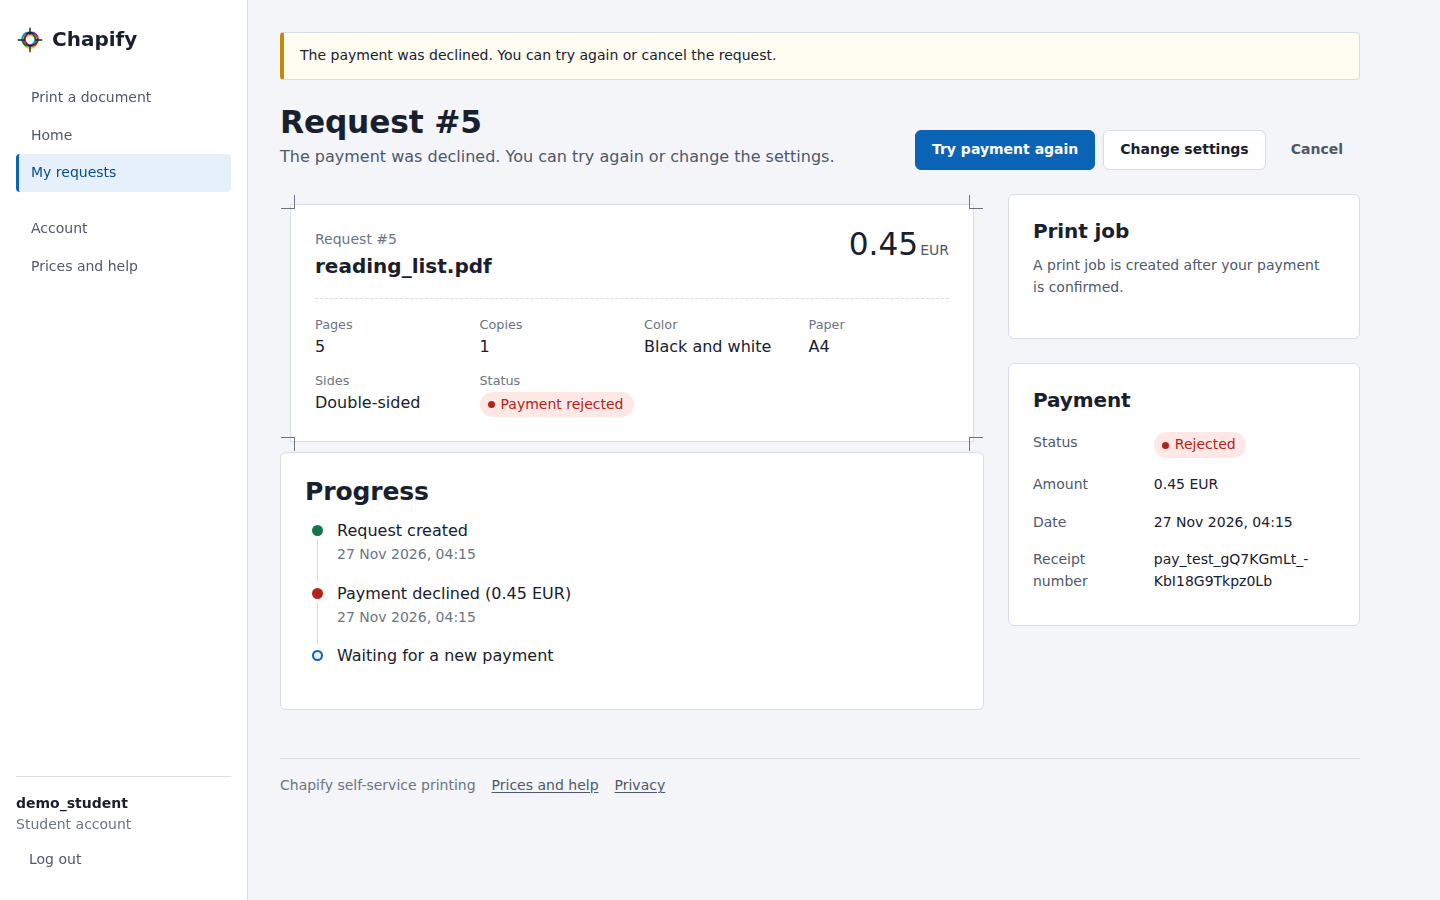 Chapify
Print a document
Home
My requests
Account
Prices and help
demo_student
Student account
Log out
The payment was declined. You can try again or cancel the request.
Request #5
The payment was declined. You can try again or change the settings.
Try payment again
Change settings
Cancel
Request #5
reading_list.pdf
0.45 EUR
Pages
5
Copies
1
Color
Black and white
Paper
A4
Sides
Double-sided
Status
Payment rejected
Progress
Request created
27 Nov 2026, 04:15
Payment declined (0.45 EUR)
27 Nov 2026, 04:15
Waiting for a new payment
Print job
A print job is created after your payment
is confirmed.
Payment
Status
Rejected
Amount
0.45 EUR
Date
27 Nov 2026, 04:15
Receipt
number
pay_test_gQ7KGmLt_-
KbI18G9Tkpz0Lb
Chapify self-service printing
Prices and help
Privacy